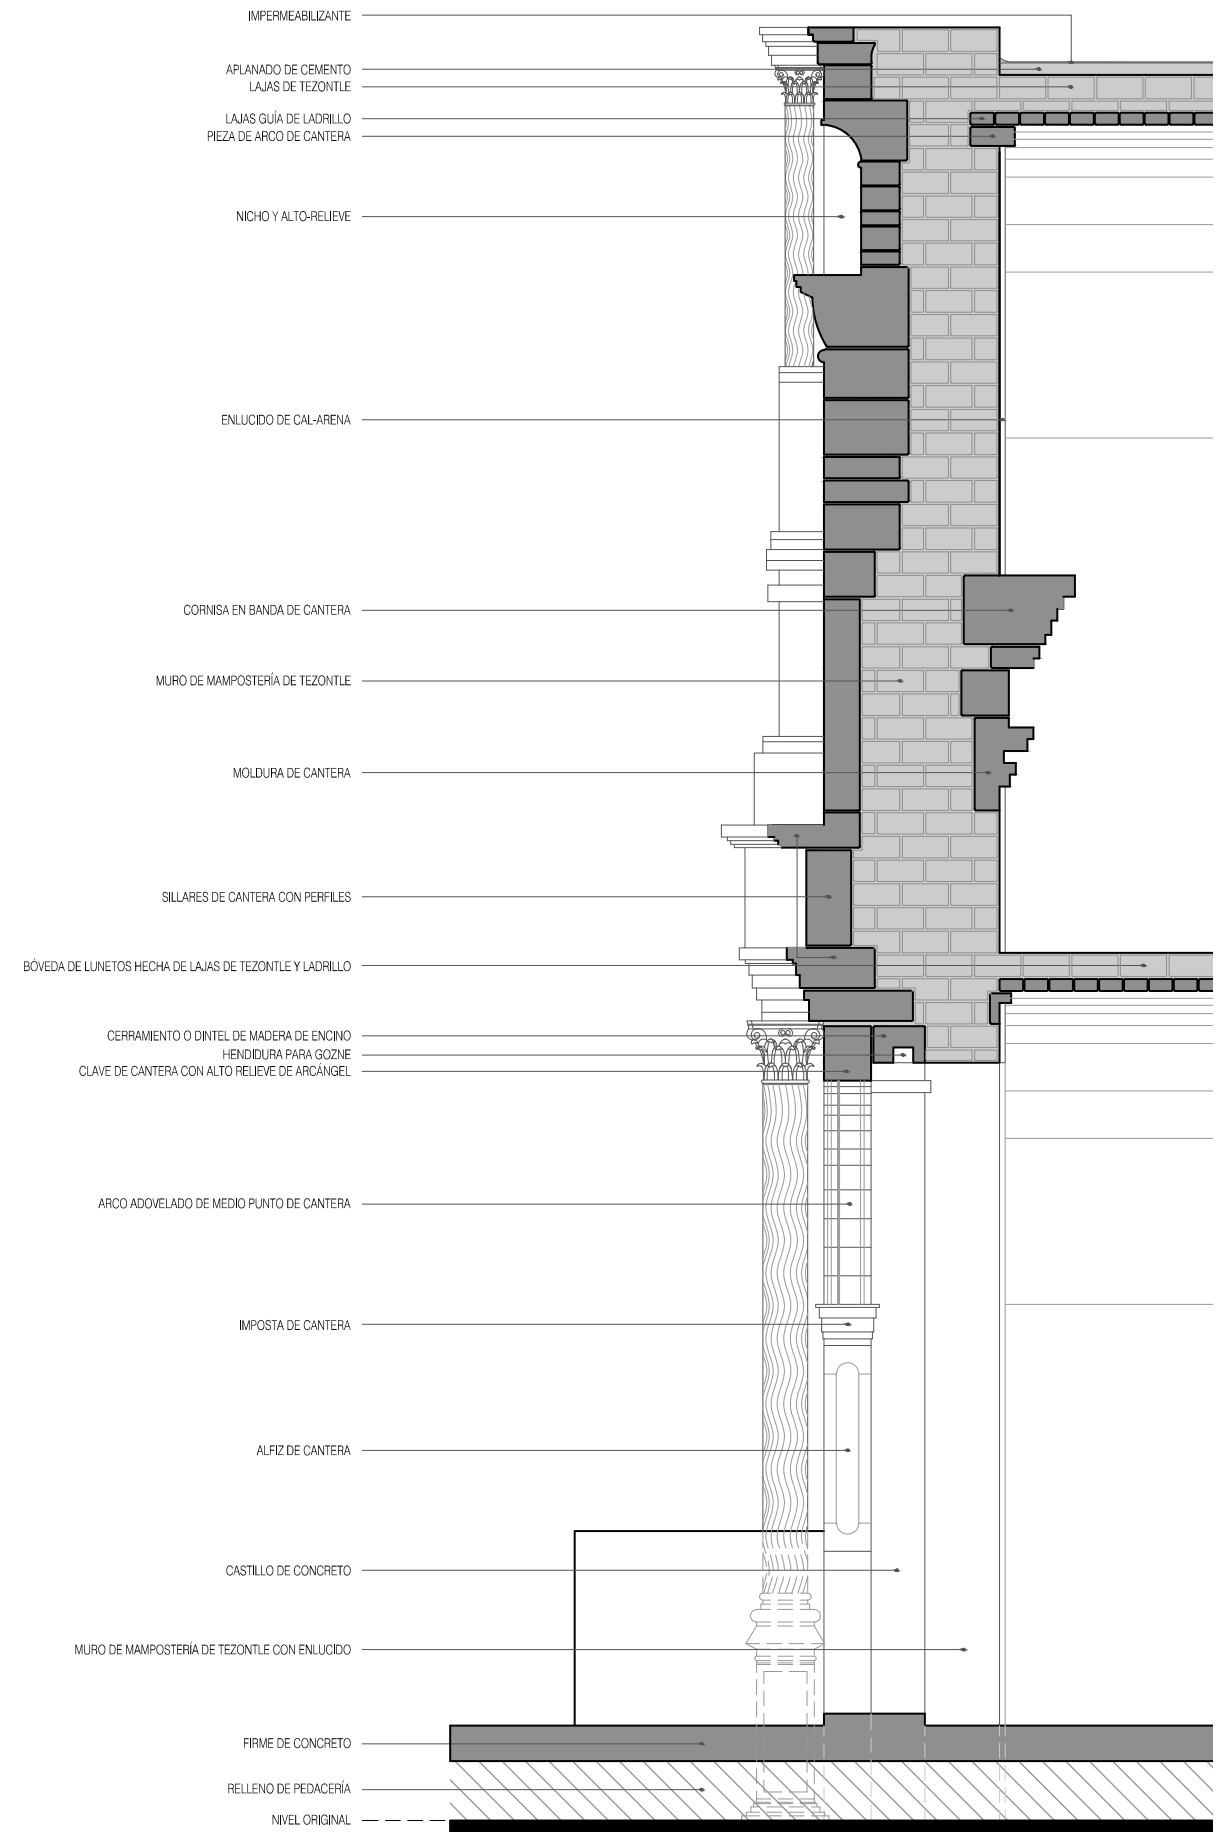 IMPERMEABILIZANTE
APLANADO DE CEMENTO
LAJAS DE TEZONTLE
LAJAS GUÍA DE LADRILLO
PIEZA DE ARCO DE CANTERA
NICHO Y ALTO-RELIEVE
ENLUCIDO DE CAL-ARENA
CORNISA EN BANDA DE CANTERA
MURO DE MAMPOSTERÍA DE TEZONTLE
MOLDURA DE CANTERA
SILLARES DE CANTERA CON PERFILES
BÓVEDA DE LUNETOS HECHA DE LAJAS DE TEZONTLE Y LADRILLO
CERRAMIENTO O DINTEL DE MADERA DE ENCINO
HENDIDURA PARA GOZNE
CLAVE DE CANTERA CON ALTO RELIEVE DE ARCÁNGEL
ARCO ADOVELADO DE MEDIO PUNTO DE CANTERA
IMPOSTA DE CANTERA
ALFIZ DE CANTERA
CASTILLO DE CONCRETO
MURO DE MAMPOSTERÍA DE TEZONTLE CON ENLUCIDO
FIRME DE CONCRETO
RELLENO DE PEDACERÍA
NIVEL ORIGINAL